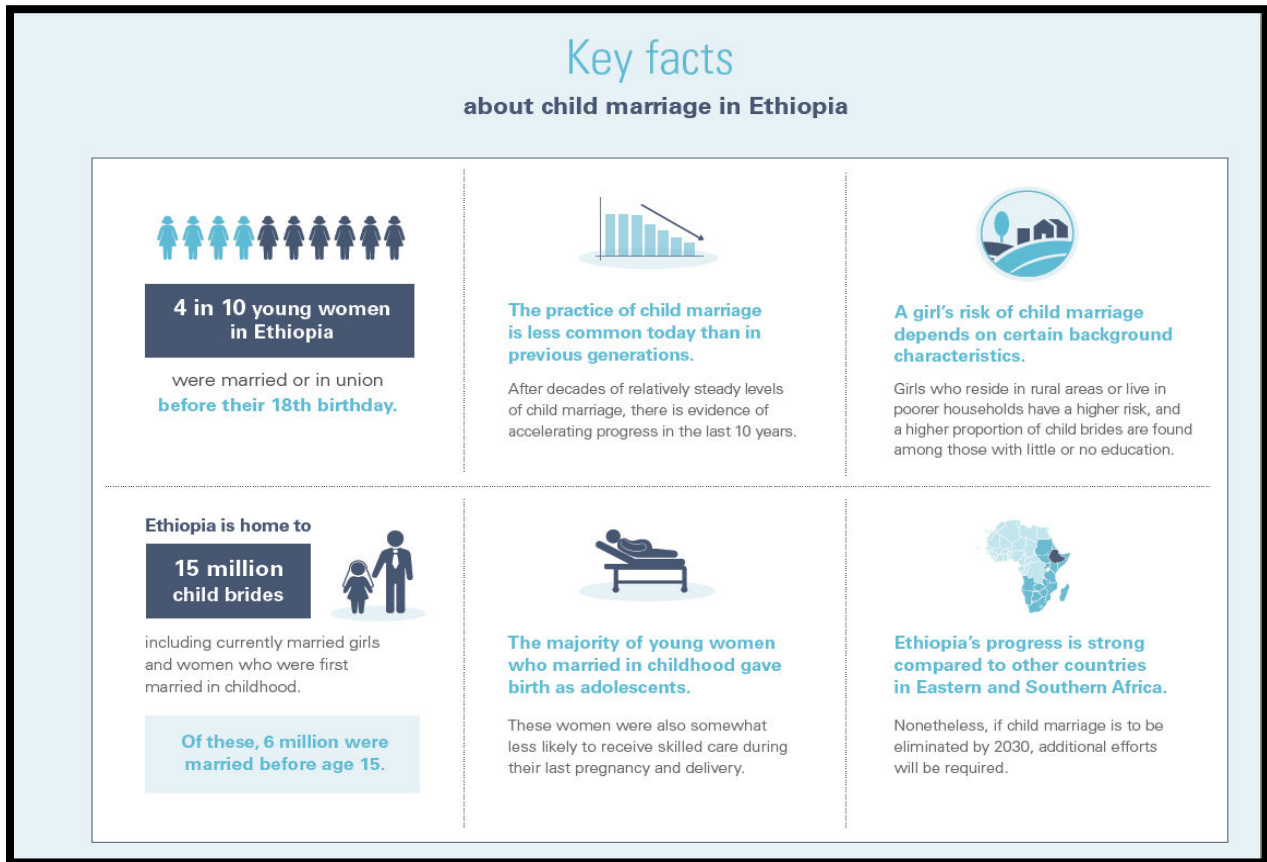 Key facts
about child marriage in Ethiopia
4 in 10 young women
in Ethiopia
were married or in union
before their 18th birthday.
The practice of child marriage
is less common today than in
previous generations.
After decades of relatively steady levels
of child marriage, there is evidence of
accelerating progress in the last 10 years.
A girl’s risk of child marriage
depends on certain background
characteristics.
Girls who reside in rural areas or live in
poorer households have a higher risk, and
a higher proportion of child brides are found
among those with little or no education.
Ethiopia is home to
15 million
child brides
including currently married girls
and women who were first
married in childhood.
Of these, 6 million were
married before age 15.
The majority of young women
who married in childhood gave
birth as adolescents.
These women were also somewhat
less likely to receive skilled care during
their last pregnancy and delivery.
Ethiopia’s progress is strong
compared to other countries
in Eastern and Southern Africa.
Nonetheless, if child marriage is to be
eliminated by 2030, additional efforts
will be required.